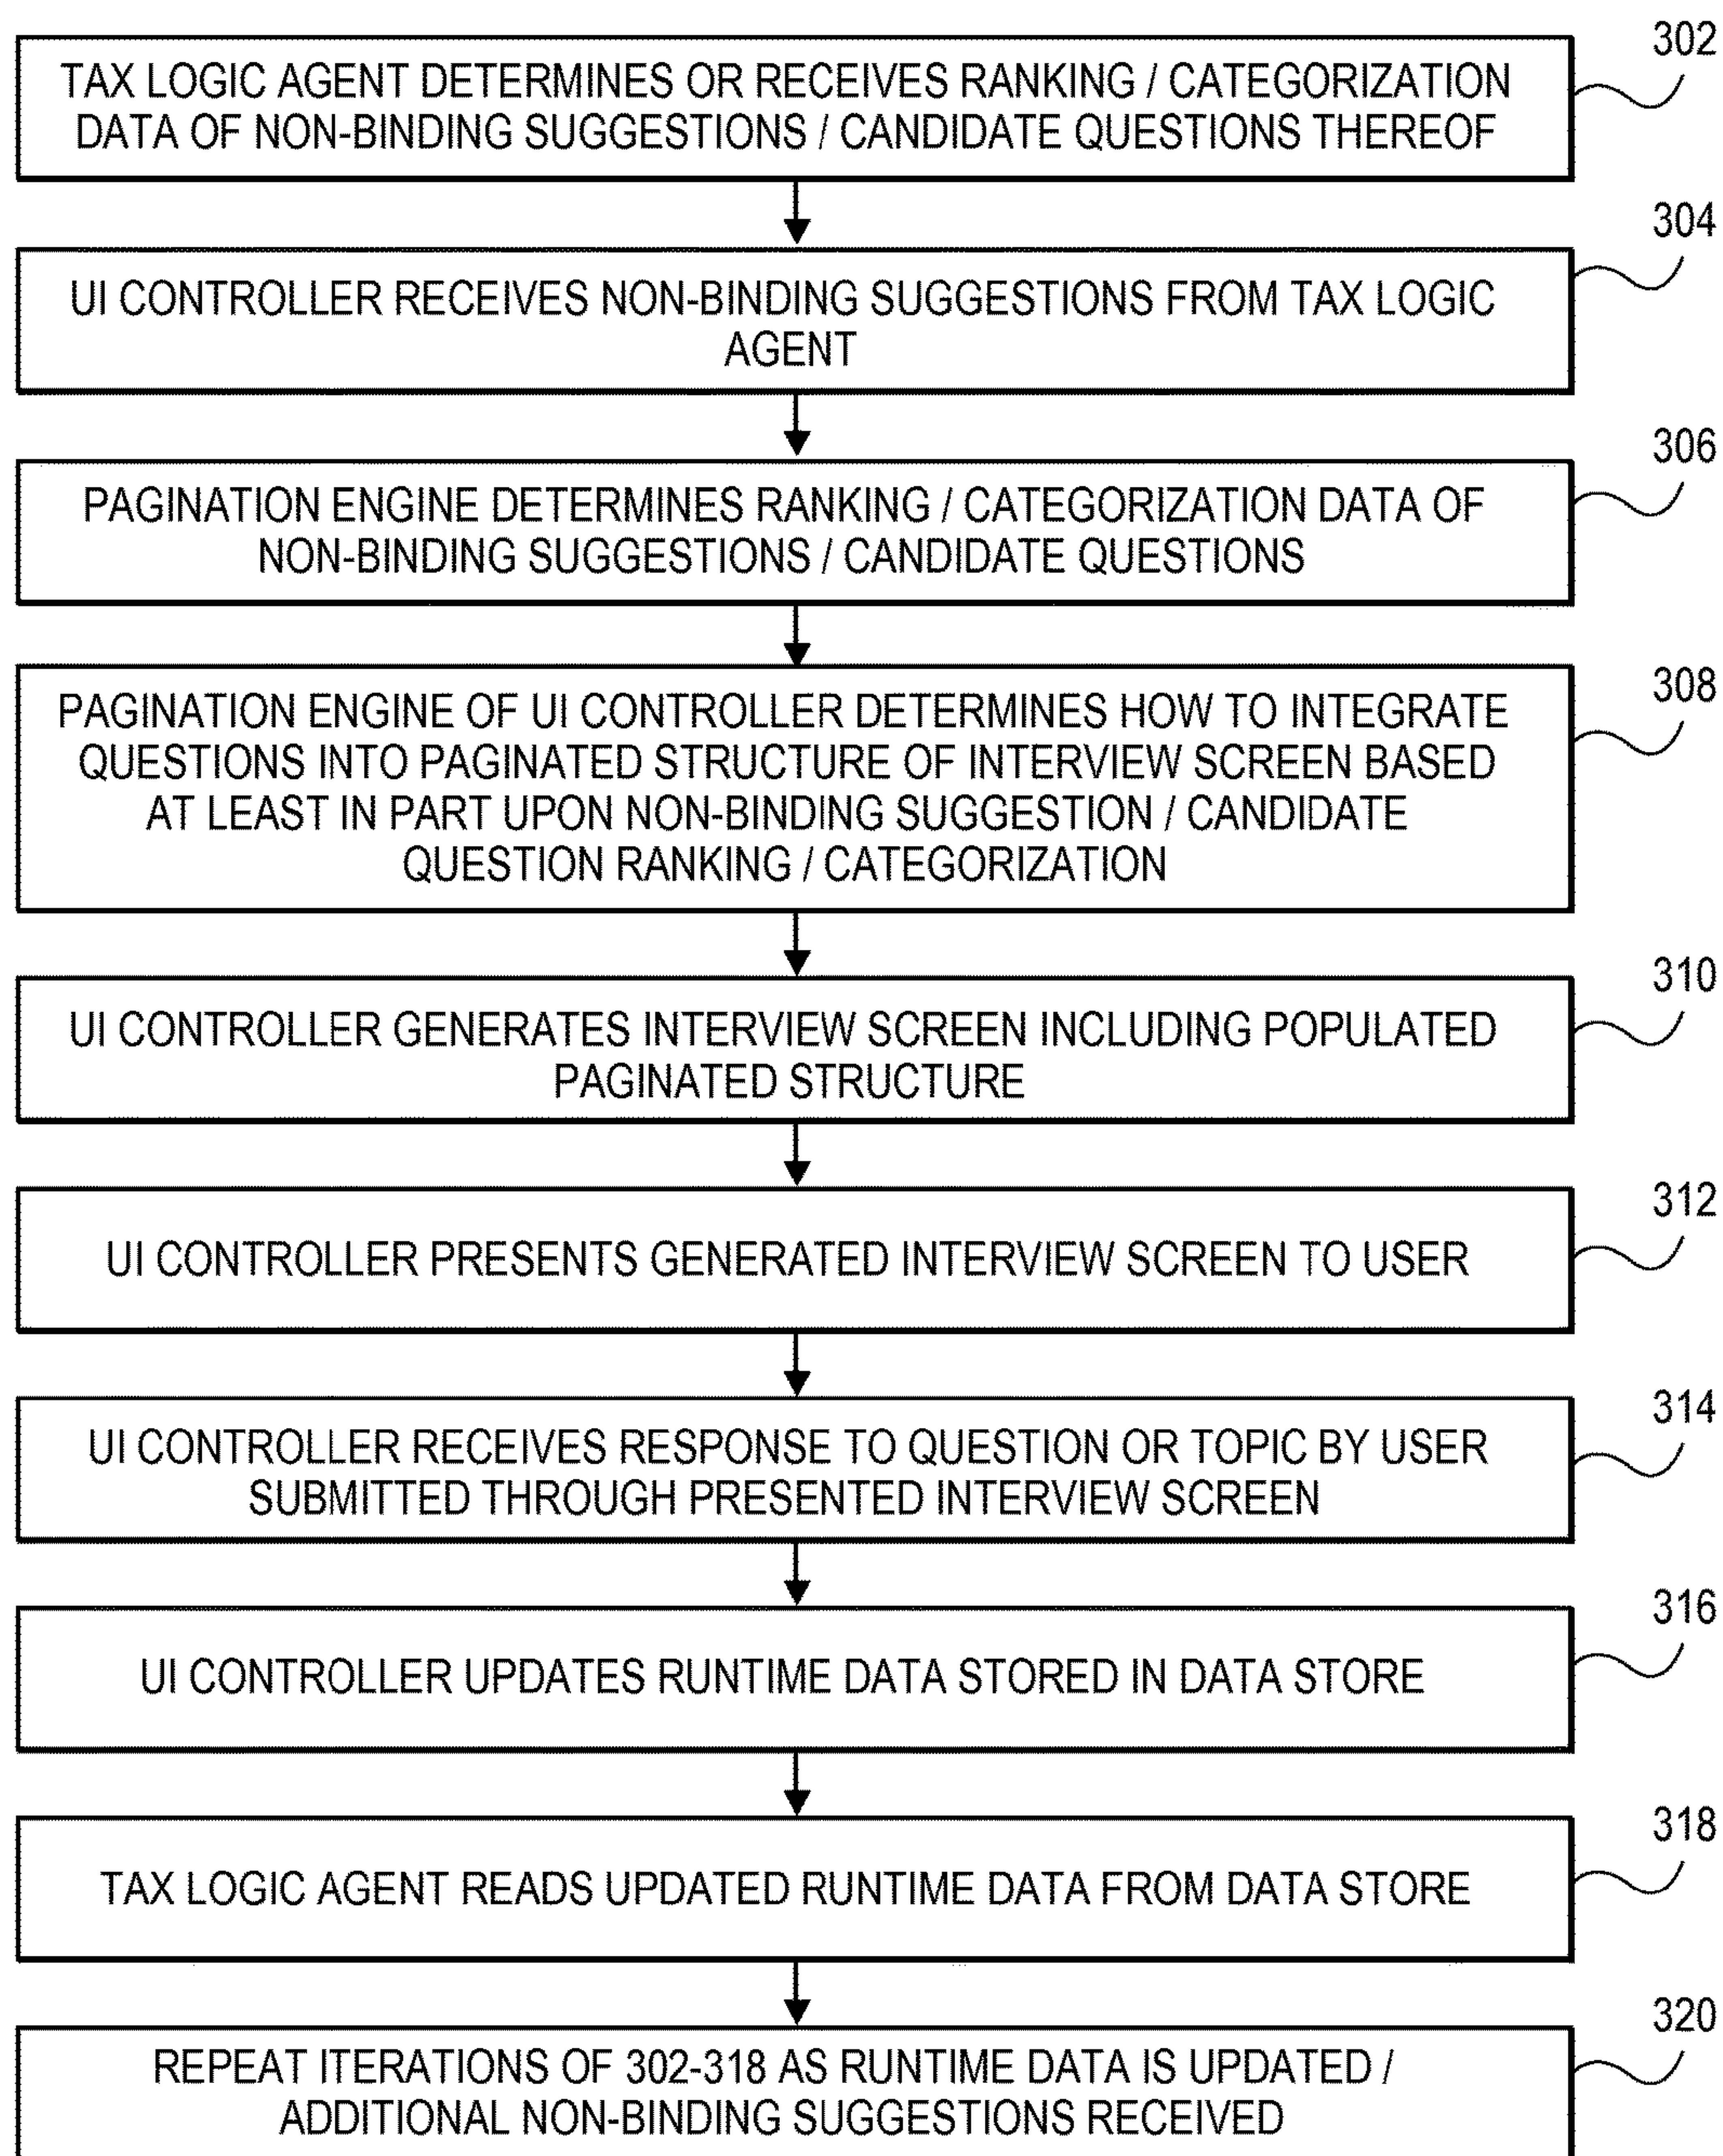 302
TAX LOGIC AGENT DETERMINES OR RECEIVES RANKING / CATEGORIZATION
DATA OF NON-BINDING SUGGESTIONS / CANDIDATE QUESTIONS THEREOF
304
UI CONTROLLER RECEIVES NON-BINDING SUGGESTIONS FROM TAX LOGIC
AGENT
306
PAGINATION ENGINE DETERMINES RANKING / CATEGORIZATION DATA OF
NON-BINDING SUGGESTIONS / CANDIDATE QUESTIONS
308
PAGINATION ENGINE OF UI CONTROLLER DETERMINES HOW TO INTEGRATE
QUESTIONS INTO PAGINATED STRUCTURE OF INTERVIEW SCREEN BASED
AT LEAST IN PART UPON NON-BINDING SUGGESTION / CANDIDATE
QUESTION RANKING / CATEGORIZATION
310
UI CONTROLLER GENERATES INTERVIEW SCREEN INCLUDING POPULATED
PAGINATED STRUCTURE
312
UI CONTROLLER PRESENTS GENERATED INTERVIEW SCREEN TO USER
314
UI CONTROLLER RECEIVES RESPONSE TO QUESTION OR TOPIC BY USER
SUBMITTED THROUGH PRESENTED INTERVIEW SCREEN
316
UI CONTROLLER UPDATES RUNTIME DATA STORED IN DATA STORE
318
TAX LOGIC AGENT READS UPDATED RUNTIME DATA FROM DATA STORE
320
REPEAT ITERATIONS OF 302-318 AS RUNTIME DATA IS UPDATED /
ADDITIONAL NON-BINDING SUGGESTIONS RECEIVED